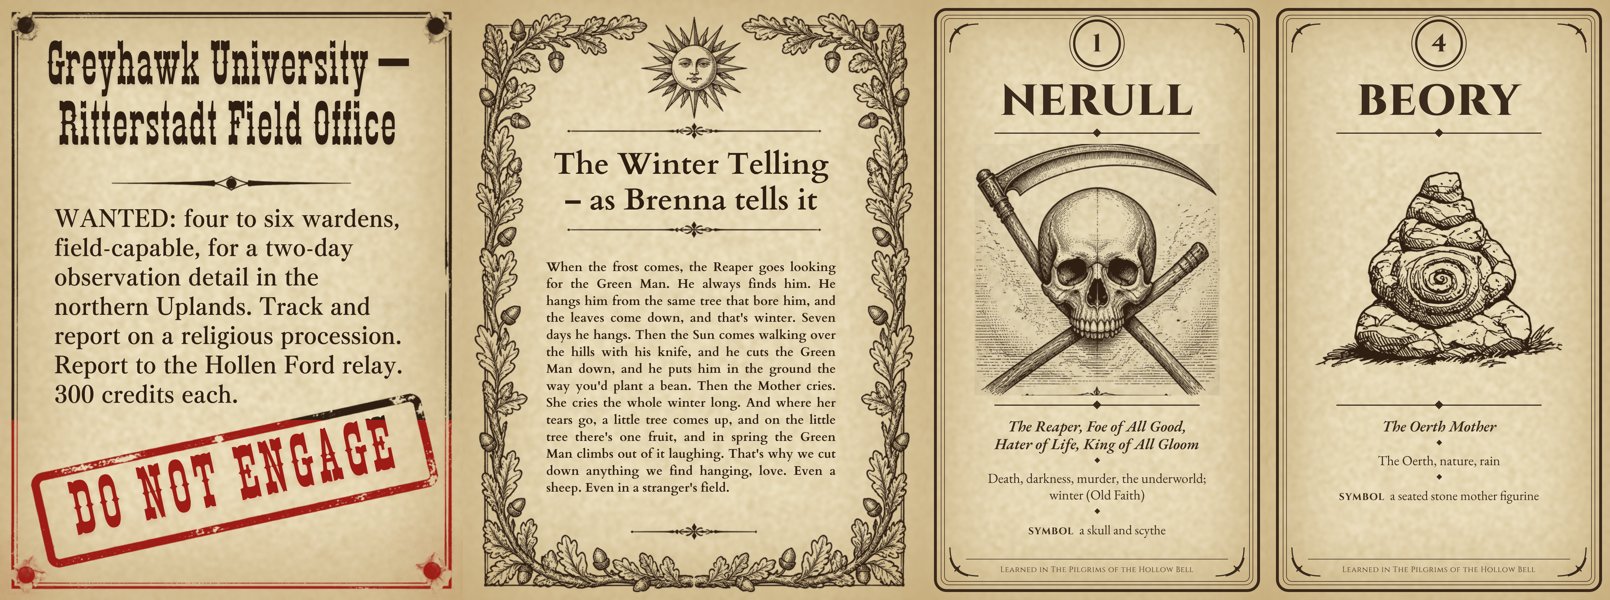 Greyhawk University —
Ritterstadt Field Office
WANTED: four to six wardens,
field-capable, for a two-day
observation detail in the
northern Uplands. Track and
report on a religious procession.
Report to the Hollen Ford relay.
300 credits each.
DO NOT ENGAGE
The Winter Telling
– as Brenna tells it
When the frost comes, the Reaper goes looking
for the Green Man. He always finds him. He
hangs him from the same tree that bore him, and
the leaves come down, and that's winter. Seven
days he hangs. Then the Sun comes walking over
the hills with his knife, and he cuts the Green
Man down, and he puts him in the ground the
way you'd plant a bean. Then the Mother cries.
She cries the whole winter long. And where her
tears go, a little tree comes up, and on the little
tree there's one fruit, and in spring the Green
Man climbs out of it laughing. That's why we cut
down anything we find hanging, love. Even a
sheep. Even in a stranger's field.
1
NERULL
The Reaper, Foe of All Good,
Hater of Life, King of All Gloom
Death, darkness, murder, the underworld;
winter (Old Faith)
SYMBOL a skull and scythe
LEARNED IN THE PILGRIMS OF THE HOLLOW BELL
4
BEORY
The Oerth Mother
The Oerth, nature, rain
SYMBOL a seated stone mother figurine
LEARNED IN THE PILGRIMS OF THE HOLLOW BELL